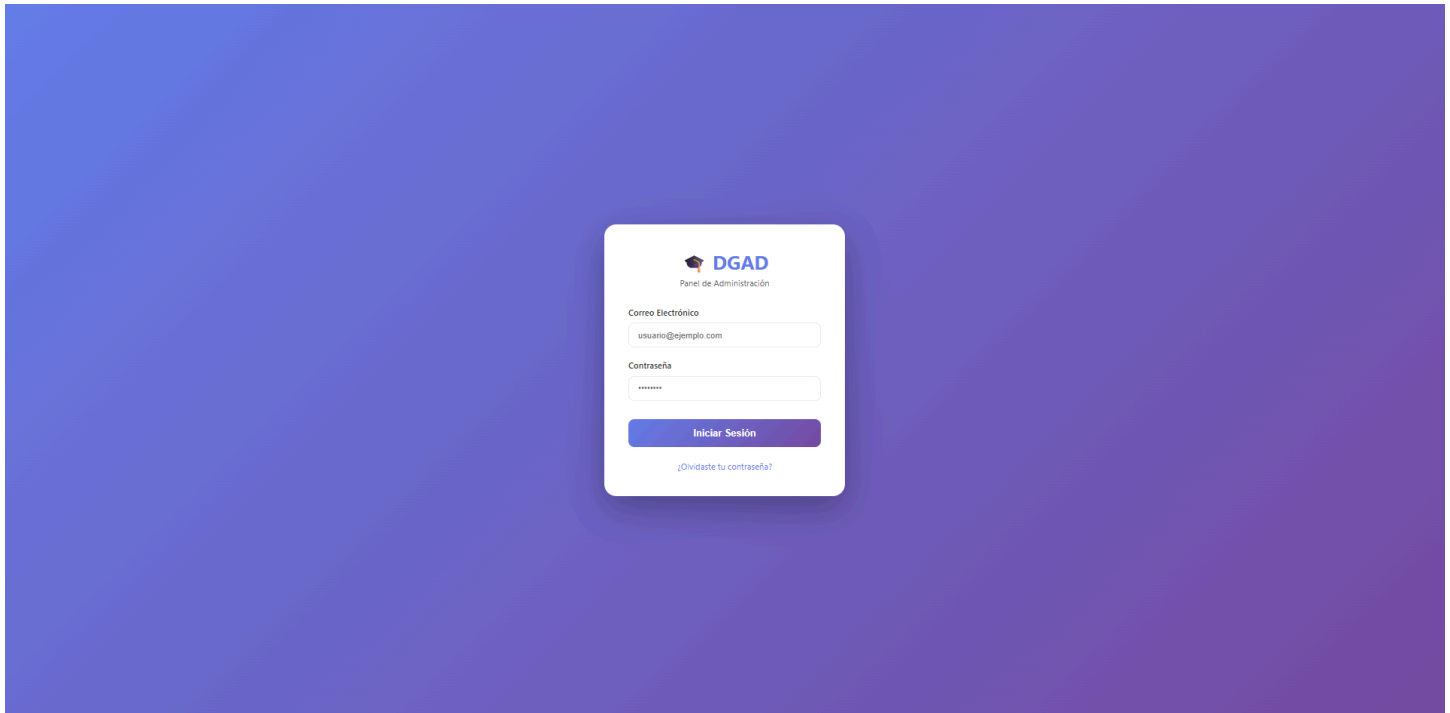 DGAD
Panel de Administración
Correo Electrónico
usuario@ejemplo.com
Contraseña
••••••••
Iniciar Sesión
¿Olvidaste tu contraseña?